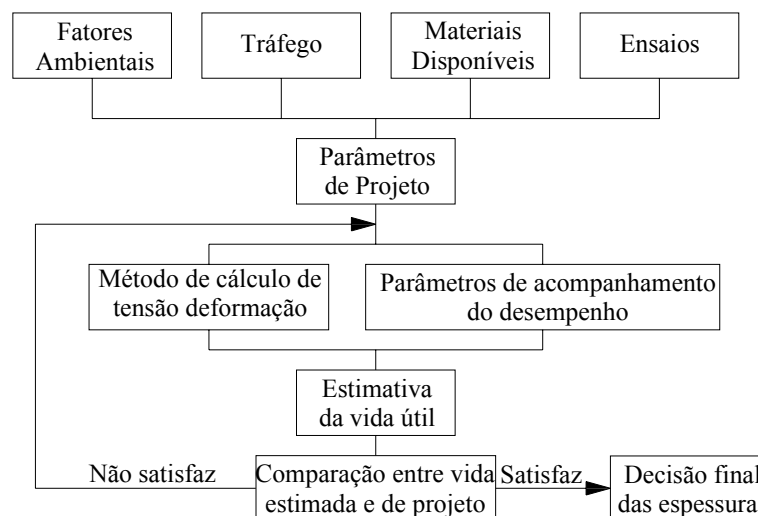 Fatores
Ambientais
Tráfego
Materiais
Disponíveis
Ensaios
Parâmetros
de Projeto
Método de cálculo de
tensão deformação
Parâmetros de acompanhamento
do desempenho
Estimativa
da vida útil
Não satisfaz
Comparação entre vida
estimada e de projeto
Satisfaz
Decisão final
das espessura